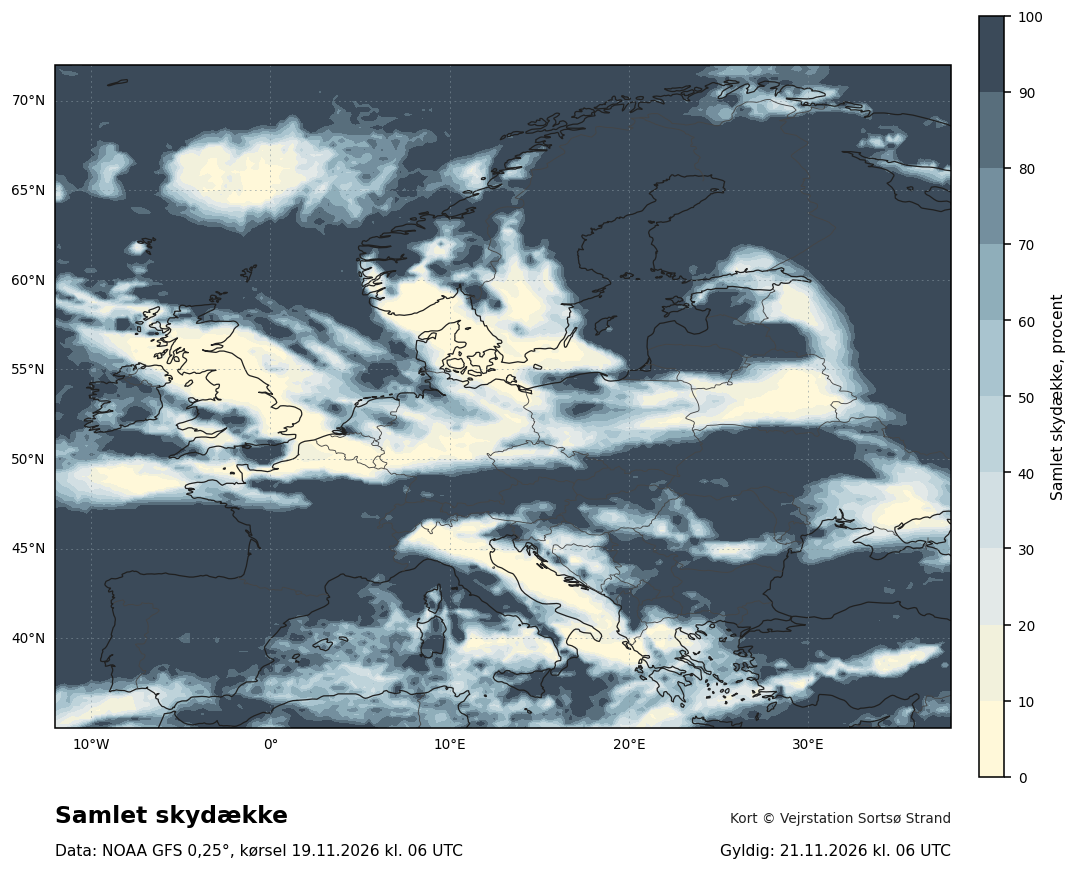 70°N
65°N
60°N
55°N
50°N
45°N
40°N
10°W
0°
10°E
20°E
30°E
100
90
80
70
60
50
40
30
20
10
0
Samlet skydække, procent
Samlet skydække
Kort © Vejrstation Sortsø Strand
Data: NOAA GFS 0,25°, kørsel 19.11.2026 kl. 06 UTC
Gyldig: 21.11.2026 kl. 06 UTC